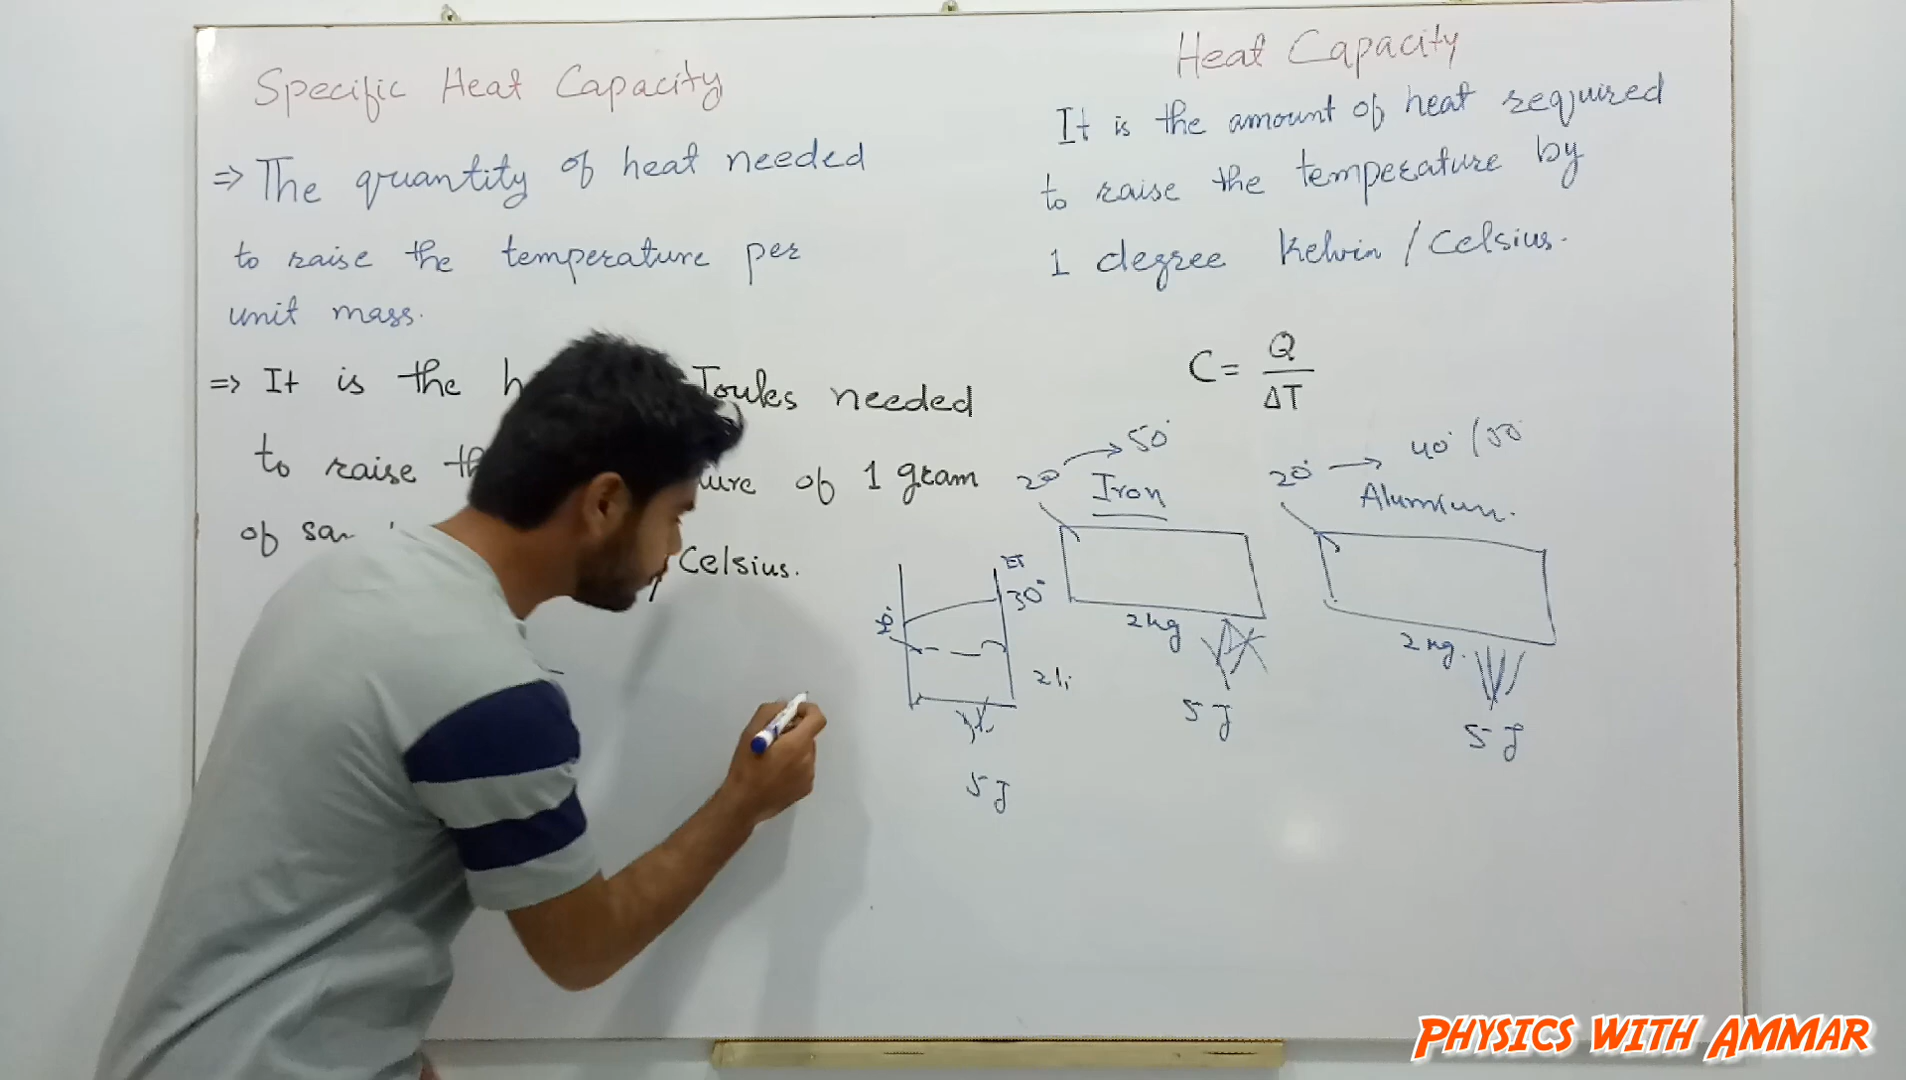 Specific Heat Capacity
⇒ The quantity of heat needed
to raise the temperature per
unit mass.
⇒ It is the h Joules needed
to raise th ure of 1 gram
of sam
Celsius.
Heat Capacity
It is the amount of heat required
to raise the temperature by
1 degree Kelvin / Celsius.
C = Q / ΔT
20 → 50°
Iron
2 kg
5 J
20° → 40° /
2 kg.
5 J
30°
5 J
PHYSICS WITH AMMAR